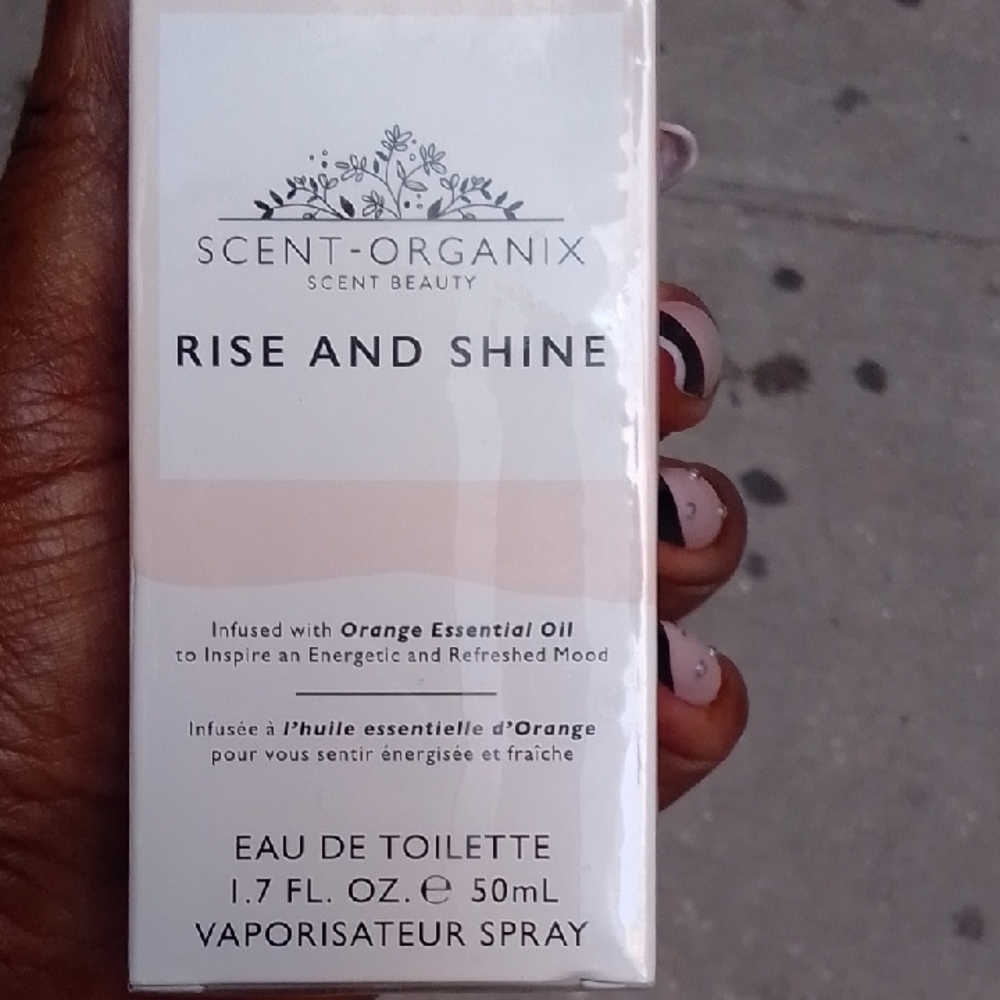 SCENT-ORGANIX
SCENT BEAUTY
RISE AND SHINE
Infused with Orange Essential Oil
to Inspire an Energetic and Refreshed Mood
Infusée à l'huile essentielle d'Orange
pour vous sentir énergisée et fraîche
EAU DE TOILETTE
1.7 FL. OZ. ℮ 50mL
VAPORISATEUR SPRAY